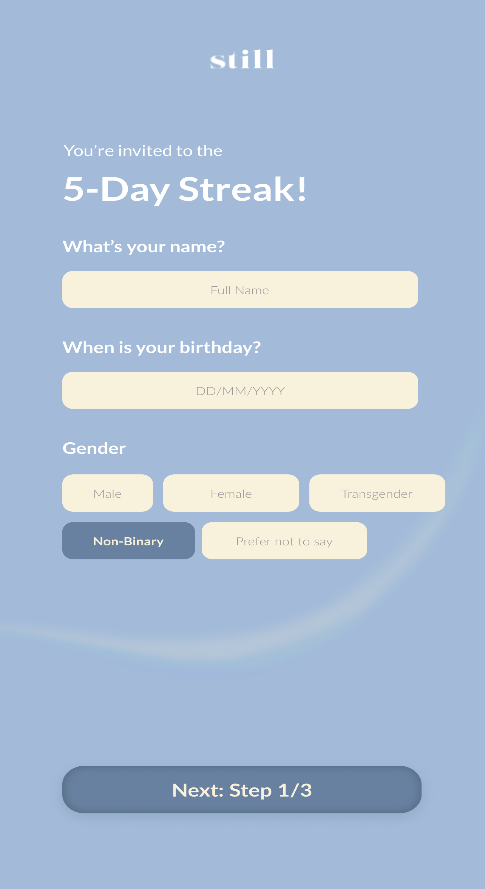 still
You're invited to the
5-Day Streak!
What's your name?
Full Name
When is your birthday?
DD/MM/YYYY
Gender
Male Female Transgender
Non-Binary Prefer not to say
Next: Step 1/3